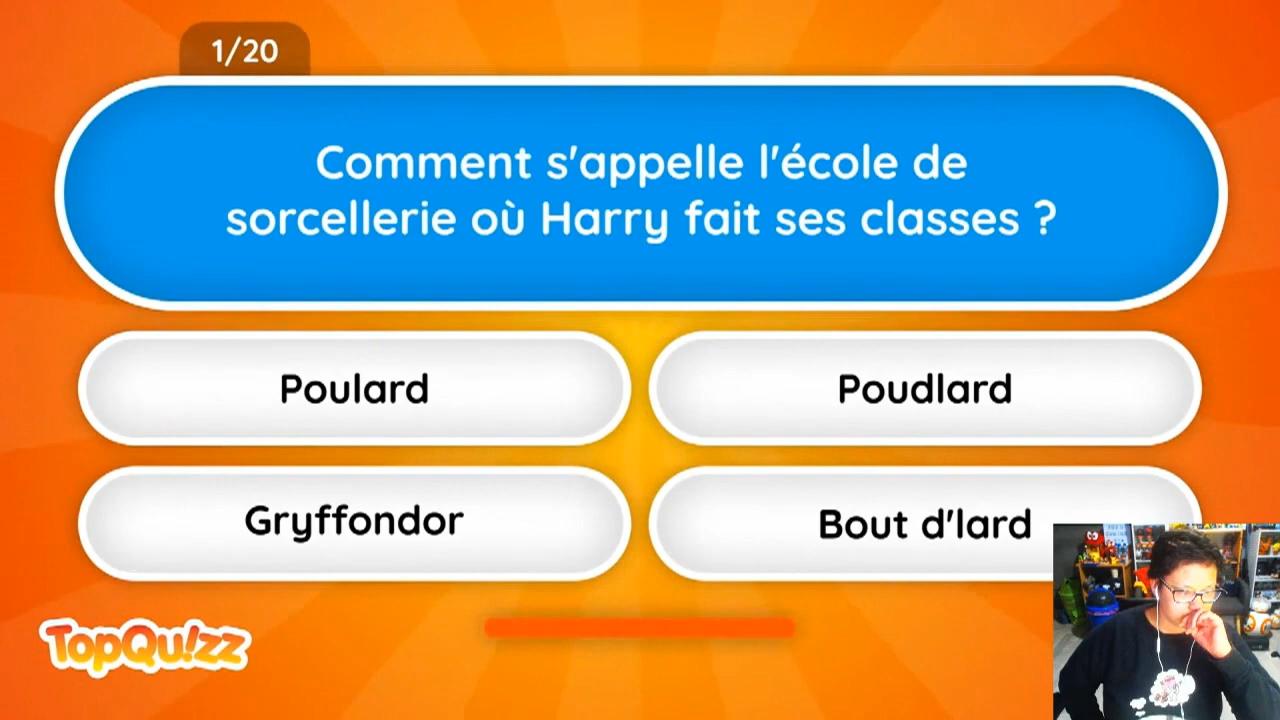 1/20
Comment s'appelle l'école de
sorcellerie où Harry fait ses classes ?
Poulard
Poudlard
Gryffondor
Bout d'lard
TopQu!zz